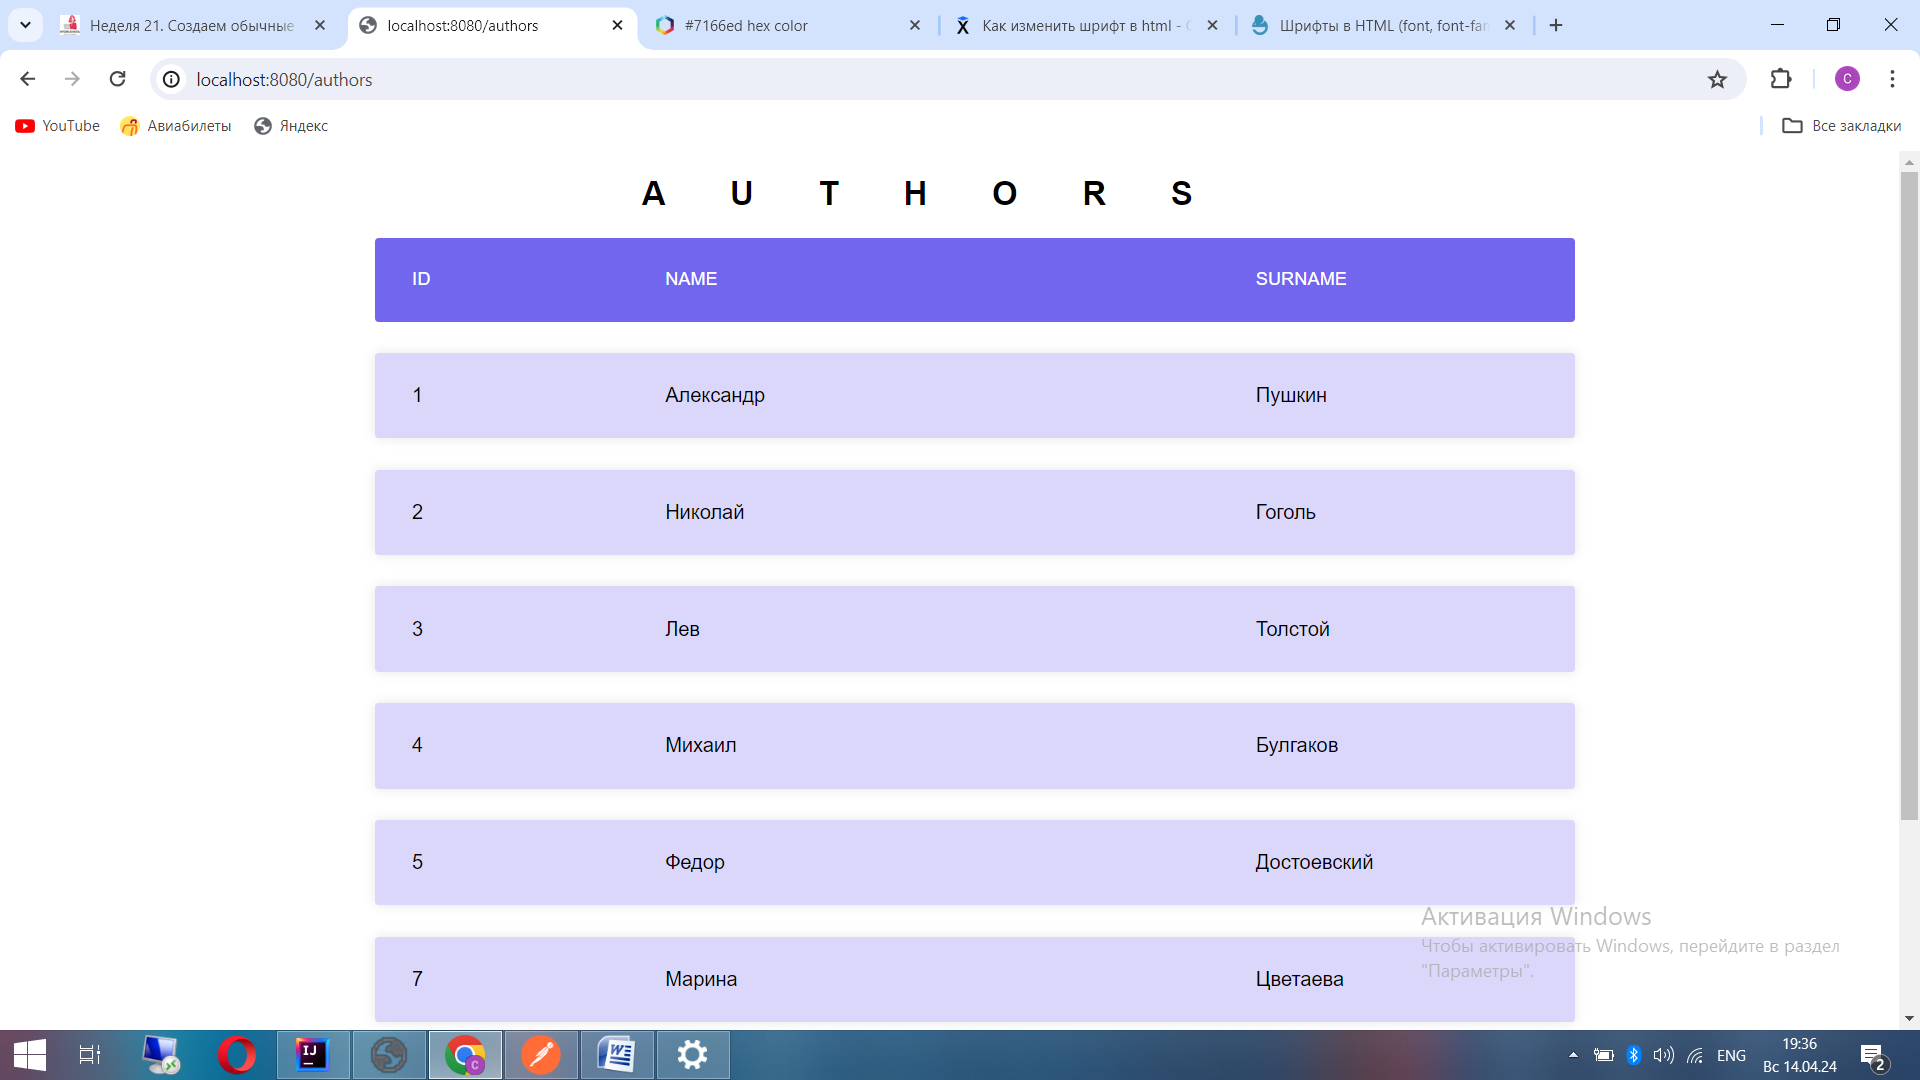 Неделя 21. Создаем обычные
localhost:8080/authors
#7166ed hex color
Как изменить шрифт в html -
Шрифты в HTML (font, font-fam
localhost:8080/authors
C
YouTube
Авиабилеты
Яндекс
Все закладки
A U T H O R S
ID NAME SURNAME
1 Александр Пушкин
2 Николай Гоголь
3 Лев Толстой
4 Михаил Булгаков
5 Федор Достоевский
7 Марина Цветаева
Активация Windows
Чтобы активировать Windows, перейдите в раздел
"Параметры".
ENG
19:36
Вс 14.04.24
2